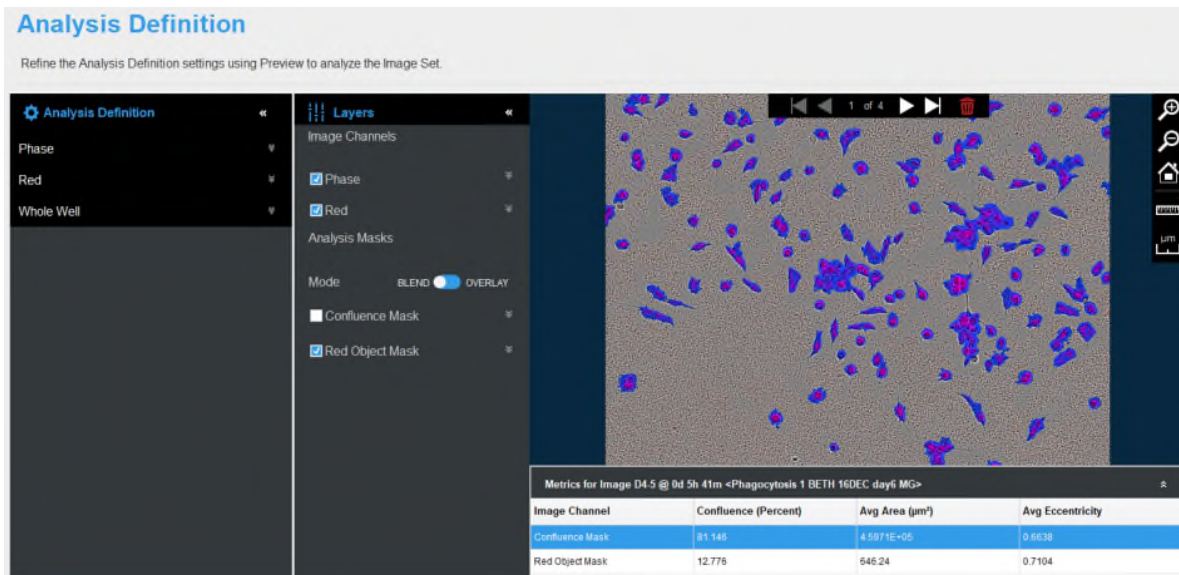 Analysis Definition
Refine the Analysis Definition settings using Preview to analyze the Image Set.
Analysis Definition
Phase
Red
Whole Well
Layers
Image Channels
Phase
Red
Analysis Masks
Mode BLEND OVERLAY
Confluence Mask
Red Object Mask
1 of 4
µm
Metrics for Image D4-5 @ 0d 5h 41m <Phagocytosis 1 BETH 16DEC day6 MG>
Image Channel Confluence (Percent) Avg Area (µm²) Avg Eccentricity
Confluence Mask 81.146 4.5971E+05 0.6638
Red Object Mask 12.776 646.24 0.7104